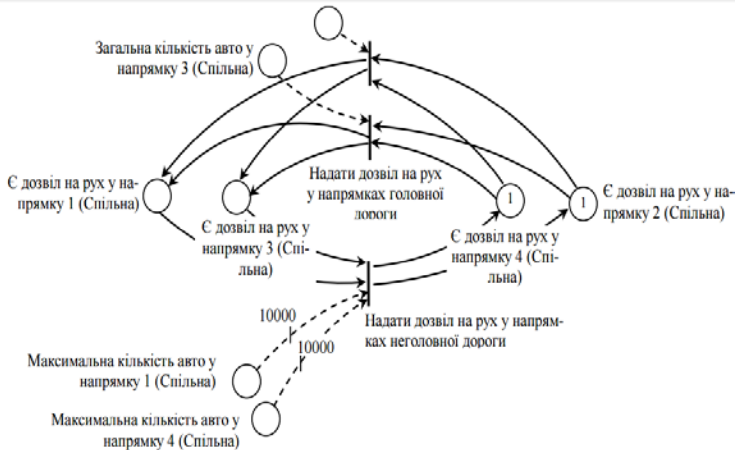 Загальна кількість авто у
напрямку 3 (Спільна)
Є дозвіл на рух у на-
прямку 1 (Спільна)
Надати дозвіл на рух
у напрямках головної
дороги
1
1
Є дозвіл на рух у на-
прямку 2 (Спільна)
Є дозвіл на рух у
напрямку 3 (Спі-
льна)
Є дозвіл на рух у
напрямку 4 (Спі-
льна)
10000
10000
Надати дозвіл на рух у напрям-
ках неголовної дороги
Максимальна кількість авто у
напрямку 1 (Спільна)
Максимальна кількість авто у
напрямку 4 (Спільна)